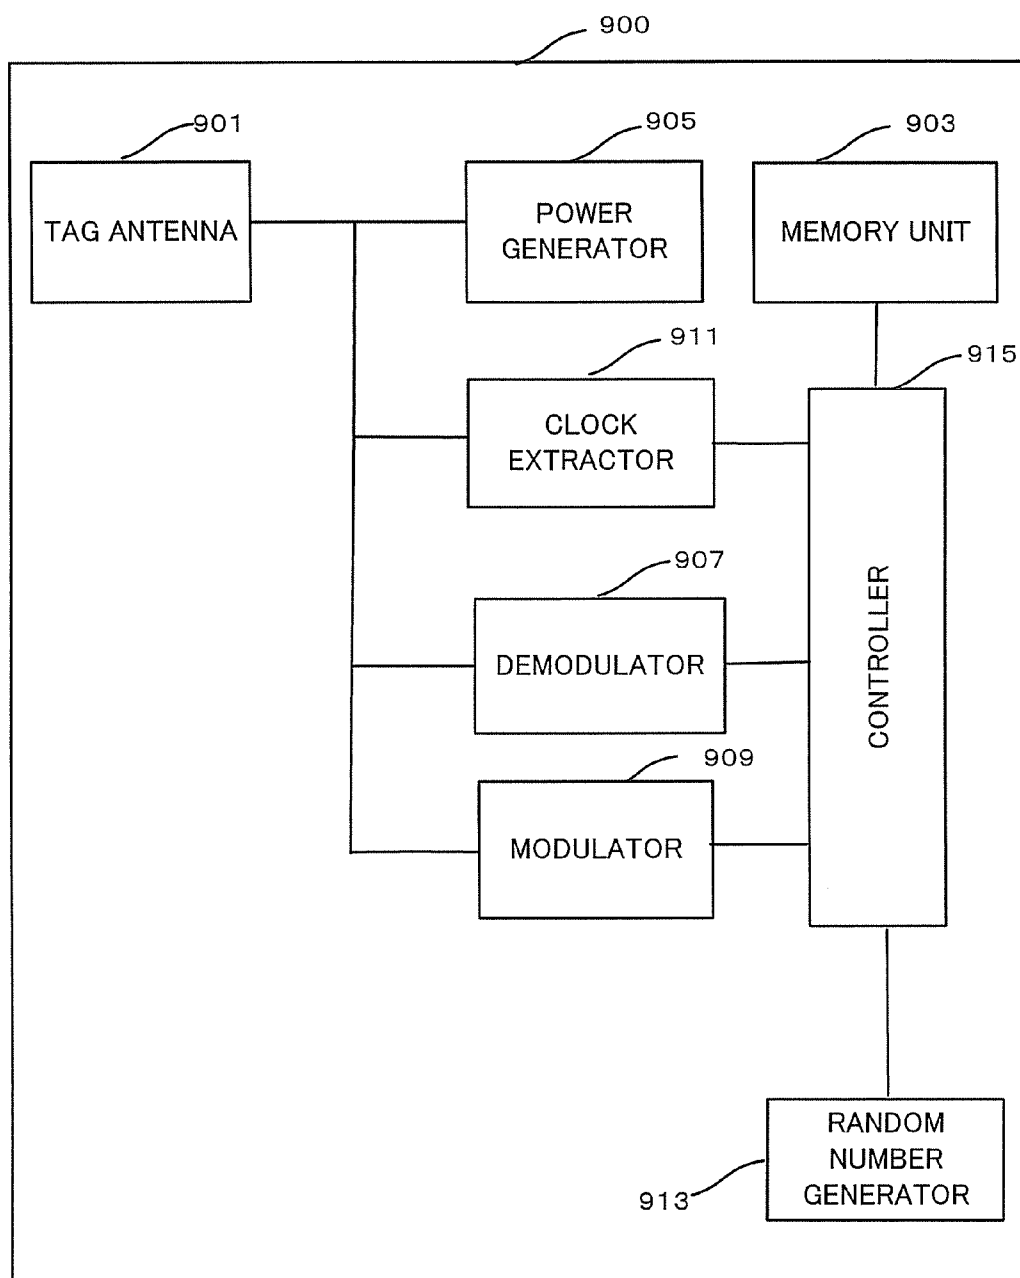 900
901
905
903
TAG ANTENNA
POWER
GENERATOR
MEMORY UNIT
911
915
CLOCK
EXTRACTOR
907
DEMODULATOR
CONTROLLER
909
MODULATOR
RANDOM
NUMBER
GENERATOR
913